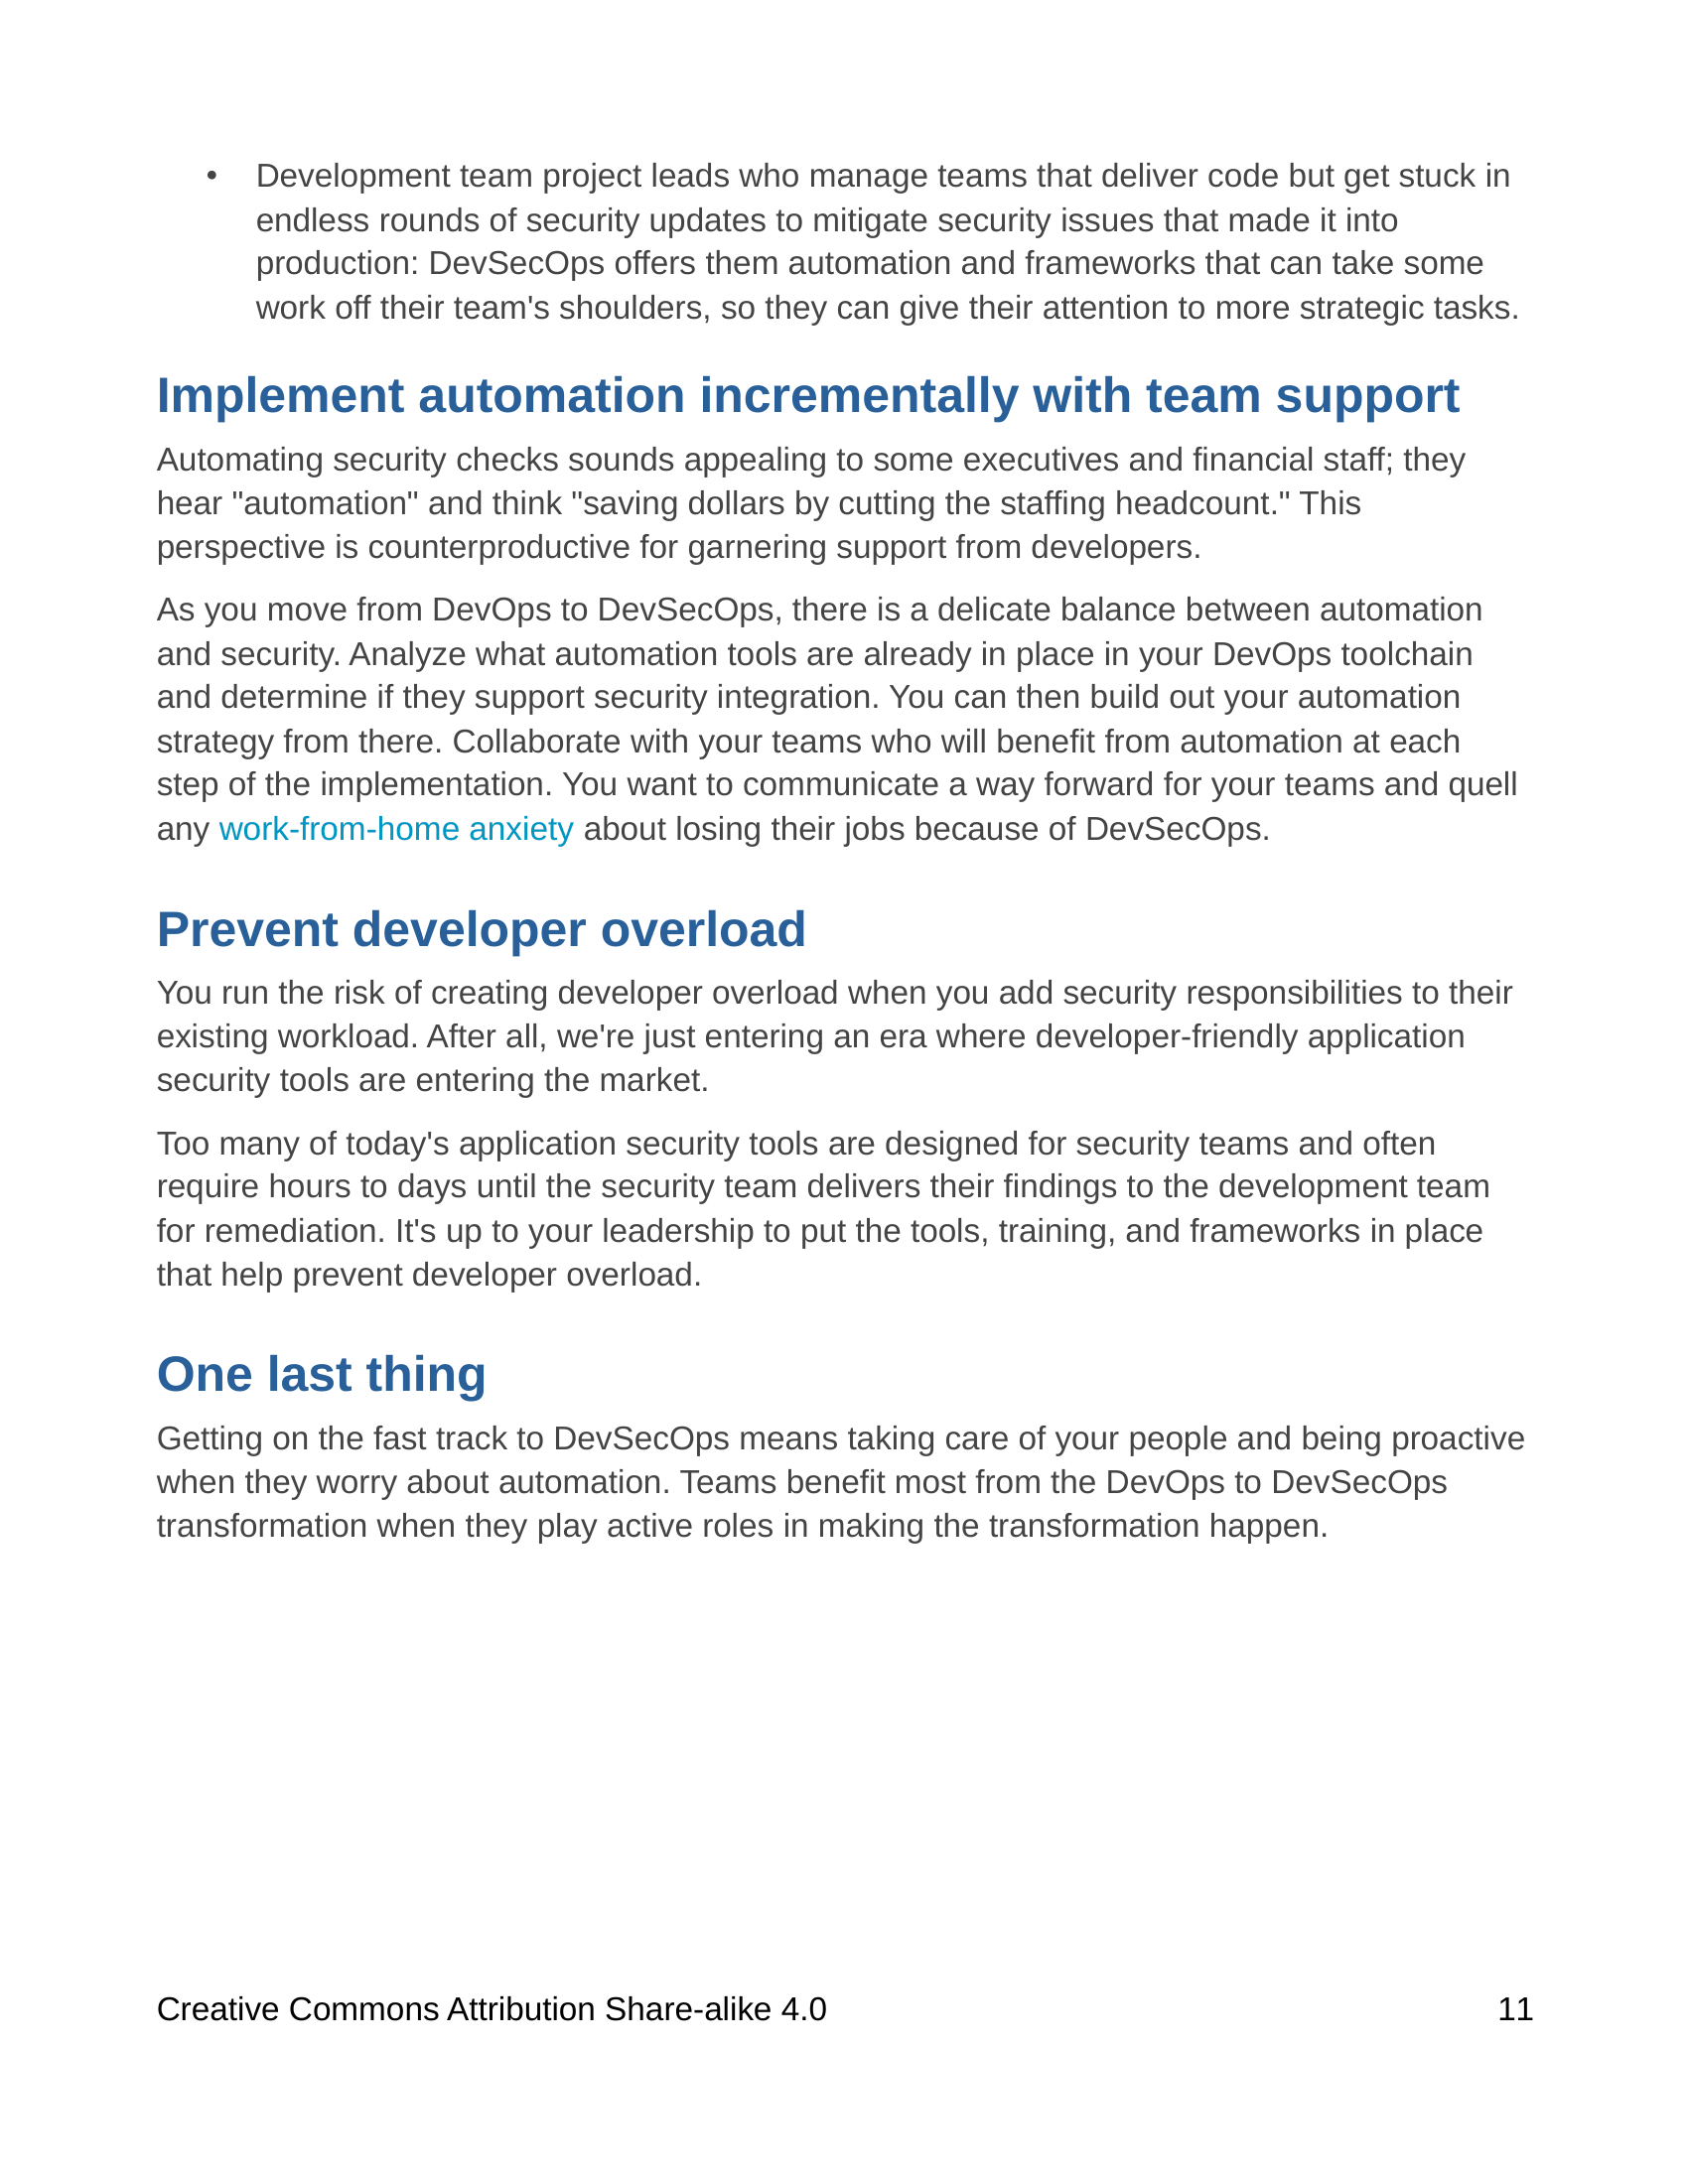 • Development team project leads who manage teams that deliver code but get stuck in
endless rounds of security updates to mitigate security issues that made it into
production: DevSecOps offers them automation and frameworks that can take some
work off their team's shoulders, so they can give their attention to more strategic tasks.
Implement automation incrementally with team support
Automating security checks sounds appealing to some executives and financial staff; they
hear "automation" and think "saving dollars by cutting the staffing headcount." This
perspective is counterproductive for garnering support from developers.
As you move from DevOps to DevSecOps, there is a delicate balance between automation
and security. Analyze what automation tools are already in place in your DevOps toolchain
and determine if they support security integration. You can then build out your automation
strategy from there. Collaborate with your teams who will benefit from automation at each
step of the implementation. You want to communicate a way forward for your teams and quell
any work-from-home anxiety about losing their jobs because of DevSecOps.
Prevent developer overload
You run the risk of creating developer overload when you add security responsibilities to their
existing workload. After all, we're just entering an era where developer-friendly application
security tools are entering the market.
Too many of today's application security tools are designed for security teams and often
require hours to days until the security team delivers their findings to the development team
for remediation. It's up to your leadership to put the tools, training, and frameworks in place
that help prevent developer overload.
One last thing
Getting on the fast track to DevSecOps means taking care of your people and being proactive
when they worry about automation. Teams benefit most from the DevOps to DevSecOps
transformation when they play active roles in making the transformation happen.
Creative Commons Attribution Share-alike 4.0 11